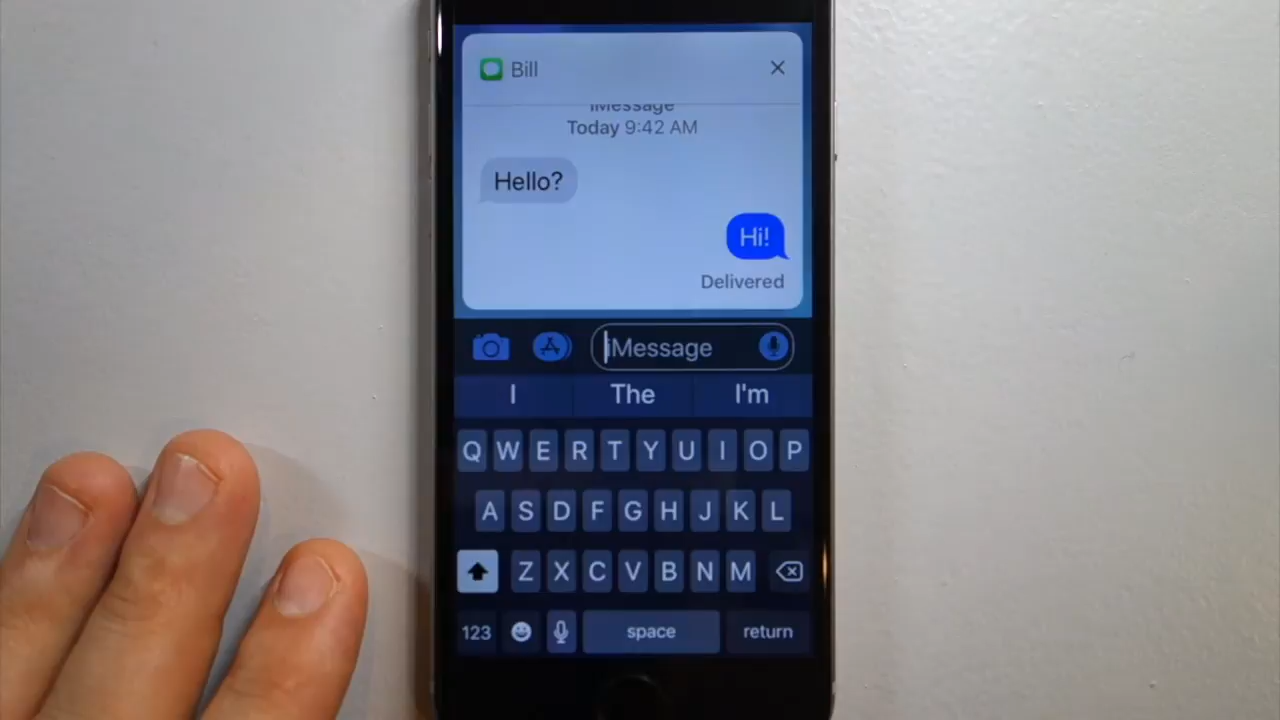 Bill
iMessage
Today 9:42 AM
Hello?
Hi!
Delivered
iMessage
I The I'm
Q W E R T Y U I O P
A S D F G H J K L
Z X C V B N M
123 space return